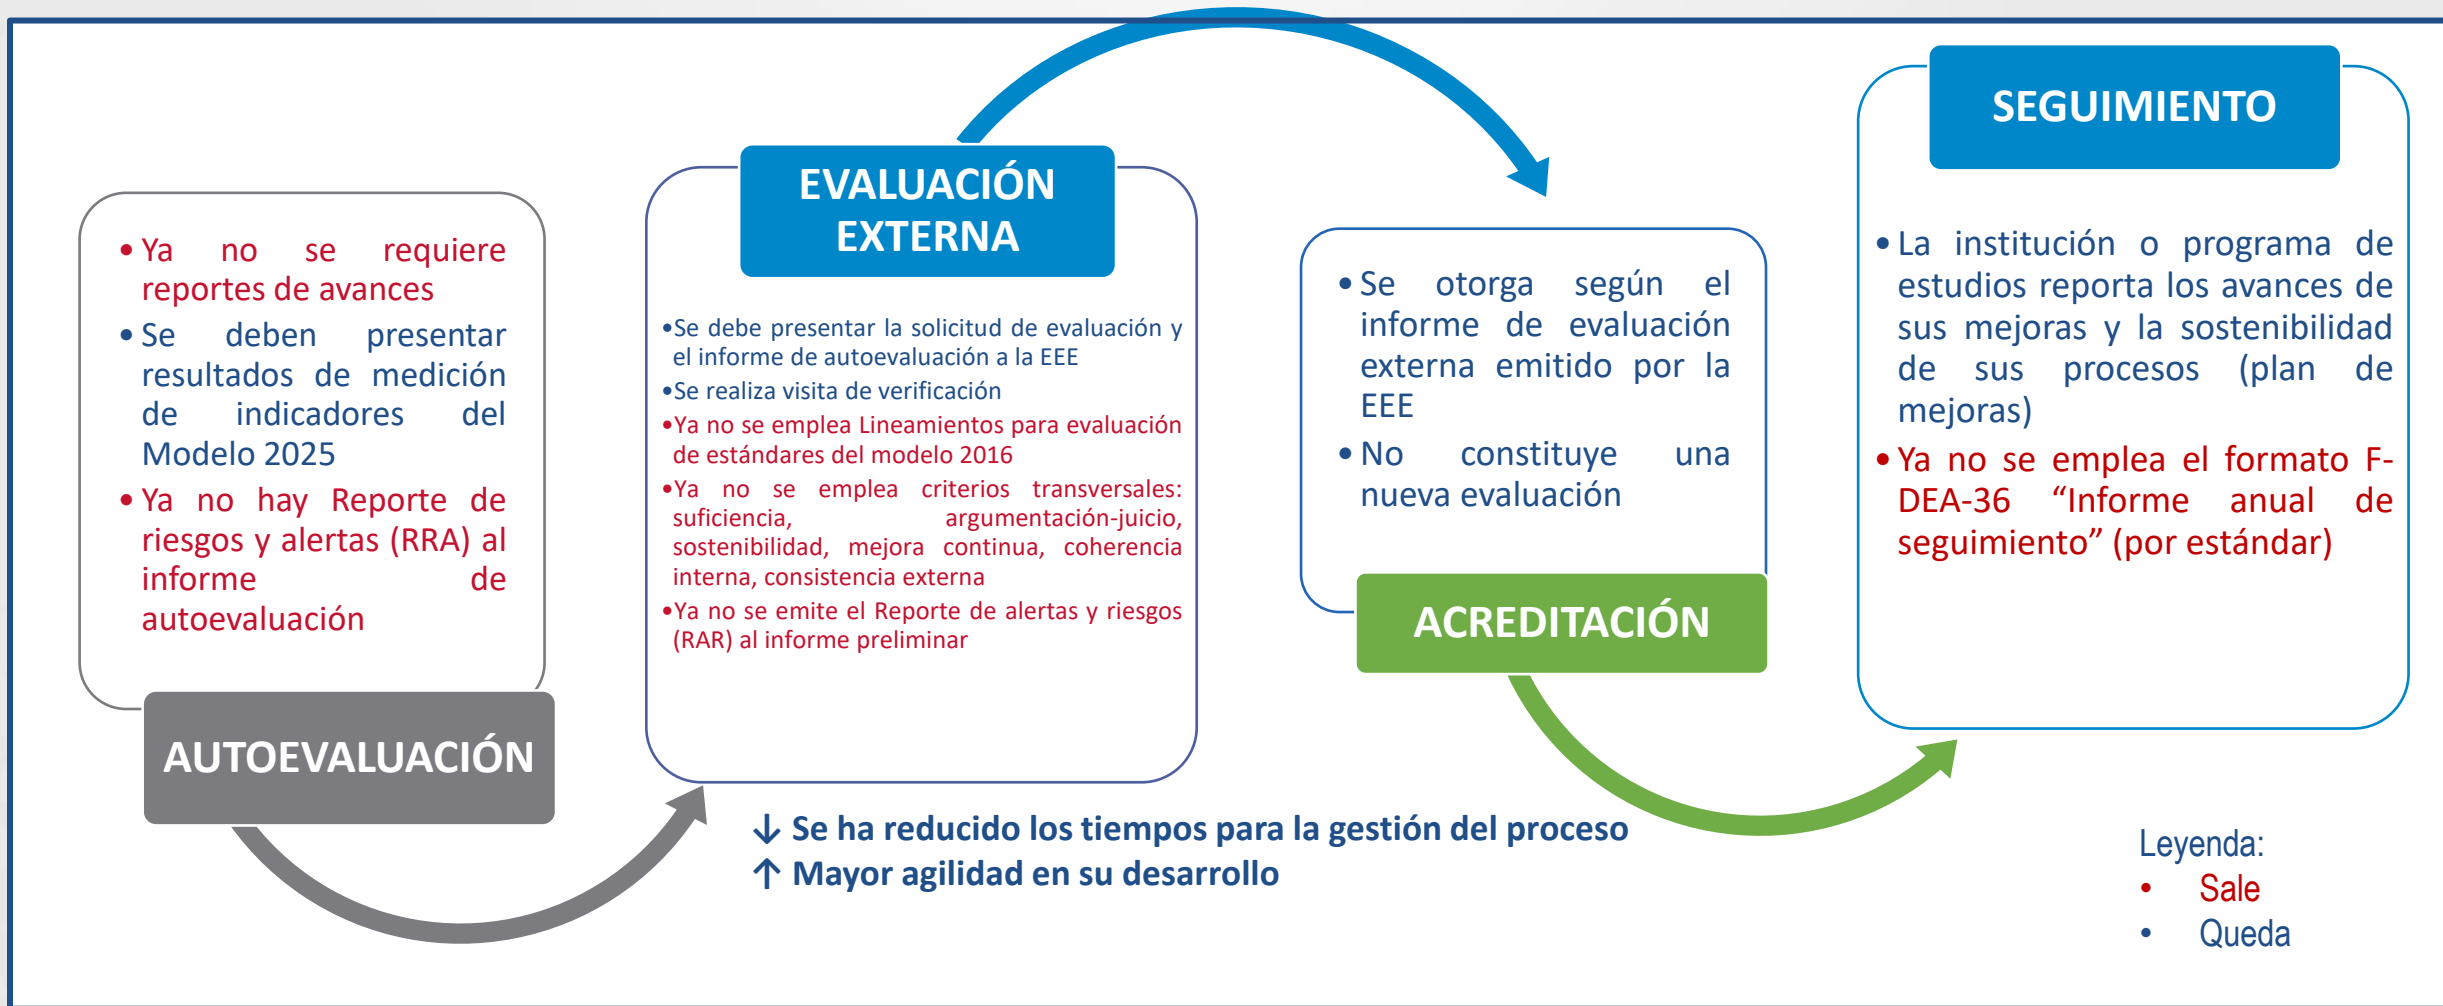 • Ya no se requiere
reportes de avances
• Se deben presentar
resultados de medición
de indicadores del
Modelo 2025
• Ya no hay Reporte de
riesgos y alertas (RRA) al
informe de
autoevaluación
AUTOEVALUACIÓN
EVALUACIÓN
EXTERNA
•Se debe presentar la solicitud de evaluación y
el informe de autoevaluación a la EEE
•Se realiza visita de verificación
•Ya no se emplea Lineamientos para evaluación
de estándares del modelo 2016
•Ya no se emplea criterios transversales:
suficiencia, argumentación-juicio,
sostenibilidad, mejora continua, coherencia
interna, consistencia externa
•Ya no se emite el Reporte de alertas y riesgos
(RAR) al informe preliminar
• Se otorga según el
informe de evaluación
externa emitido por la
EEE
• No constituye una
nueva evaluación
ACREDITACIÓN
SEGUIMIENTO
• La institución o programa de
estudios reporta los avances de
sus mejoras y la sostenibilidad
de sus procesos (plan de
mejoras)
• Ya no se emplea el formato F-
DEA-36 “Informe anual de
seguimiento” (por estándar)
↓ Se ha reducido los tiempos para la gestión del proceso
↑ Mayor agilidad en su desarrollo
Leyenda:
• Sale
• Queda